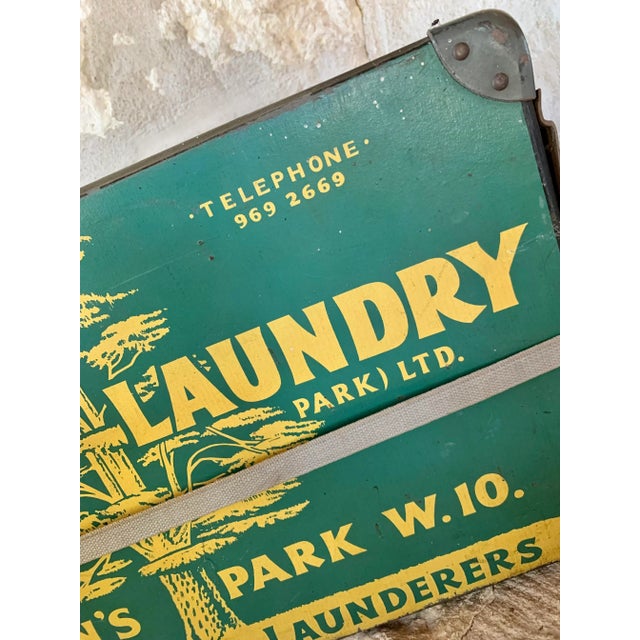 ·TELEPHONE·
969 2669
LAUNDRY
PARK) LTD.
PARK W.10.
N'S LAUNDERERS